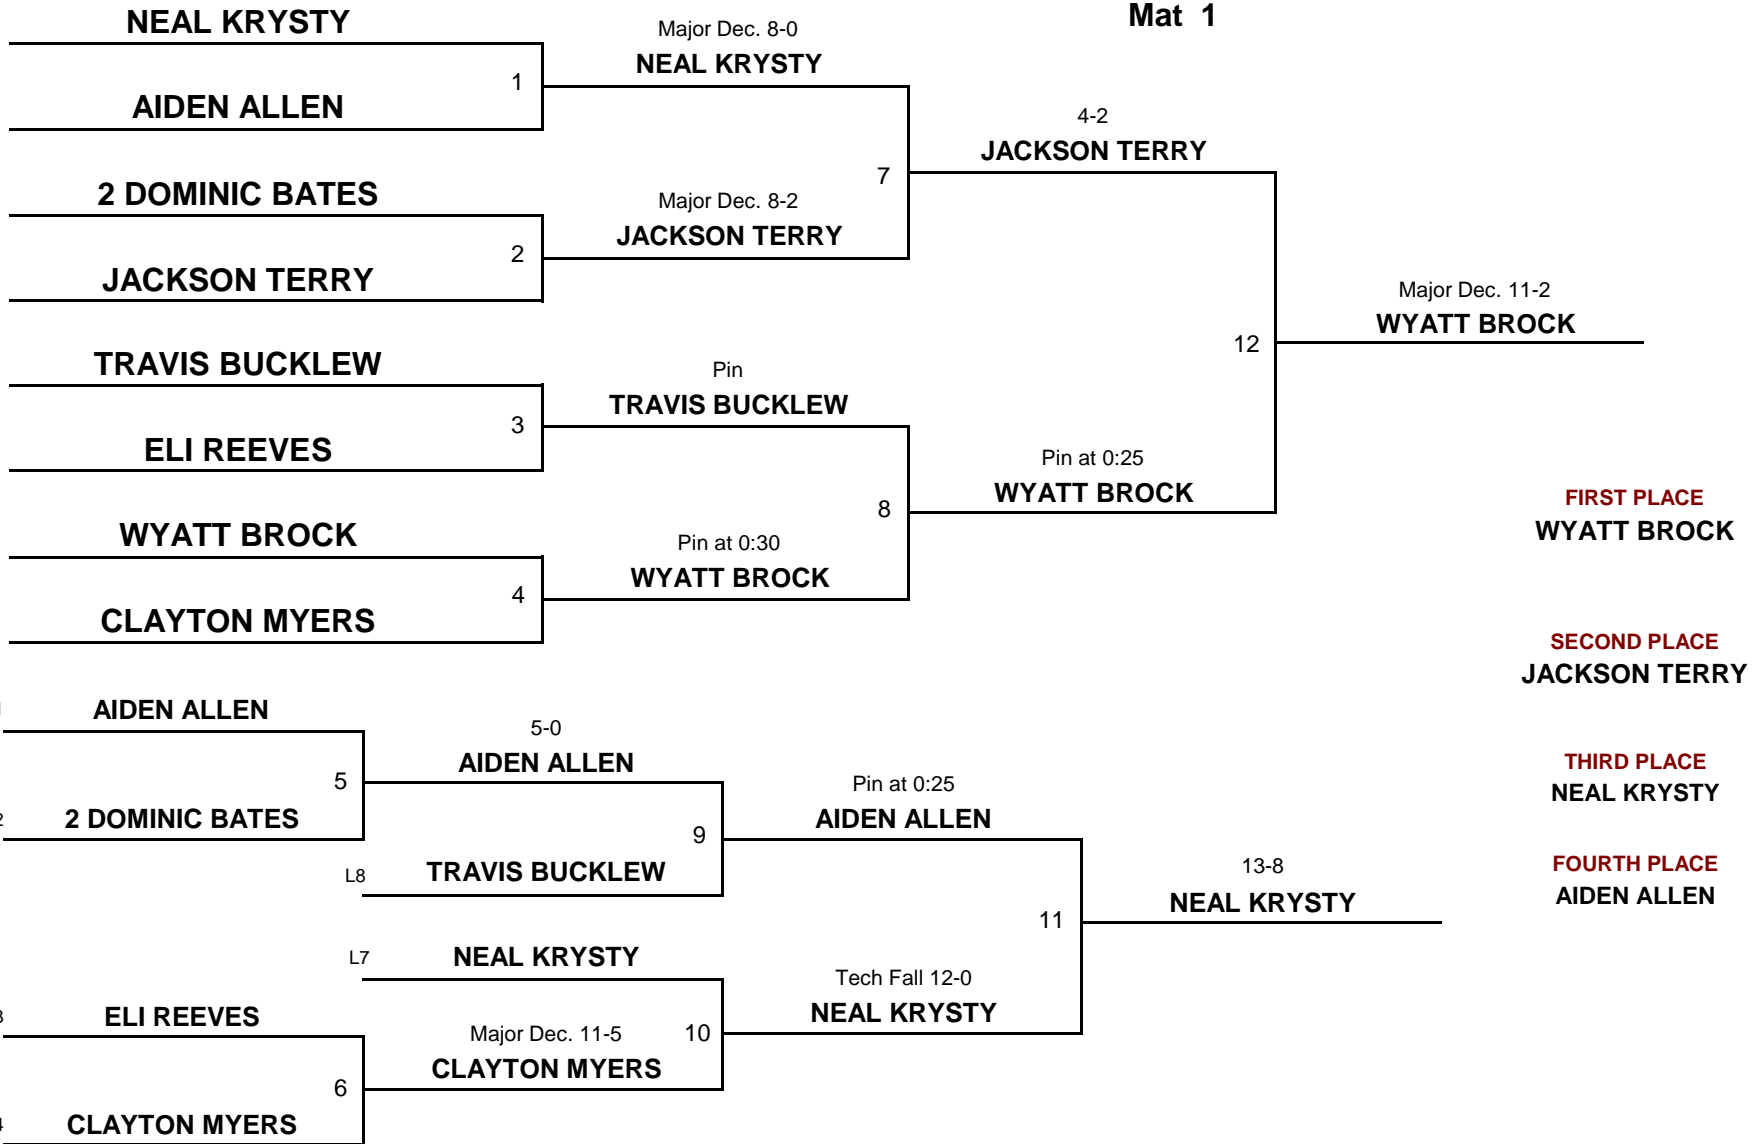 Mat 1
NEAL KRYSTY
1
AIDEN ALLEN
Major Dec. 8-0
NEAL KRYSTY
2 DOMINIC BATES
2
JACKSON TERRY
Major Dec. 8-2
JACKSON TERRY
7
4-2
JACKSON TERRY
TRAVIS BUCKLEW
3
ELI REEVES
Pin
TRAVIS BUCKLEW
WYATT BROCK
4
CLAYTON MYERS
Pin at 0:30
WYATT BROCK
8
Pin at 0:25
WYATT BROCK
12
Major Dec. 11-2
WYATT BROCK
FIRST PLACE
WYATT BROCK
SECOND PLACE
JACKSON TERRY
THIRD PLACE
NEAL KRYSTY
FOURTH PLACE
AIDEN ALLEN
AIDEN ALLEN
5
2 DOMINIC BATES
5-0
AIDEN ALLEN
9
L8
TRAVIS BUCKLEW
Pin at 0:25
AIDEN ALLEN
L7
NEAL KRYSTY
10
ELI REEVES
6
CLAYTON MYERS
Major Dec. 11-5
CLAYTON MYERS
Tech Fall 12-0
NEAL KRYSTY
11
13-8
NEAL KRYSTY